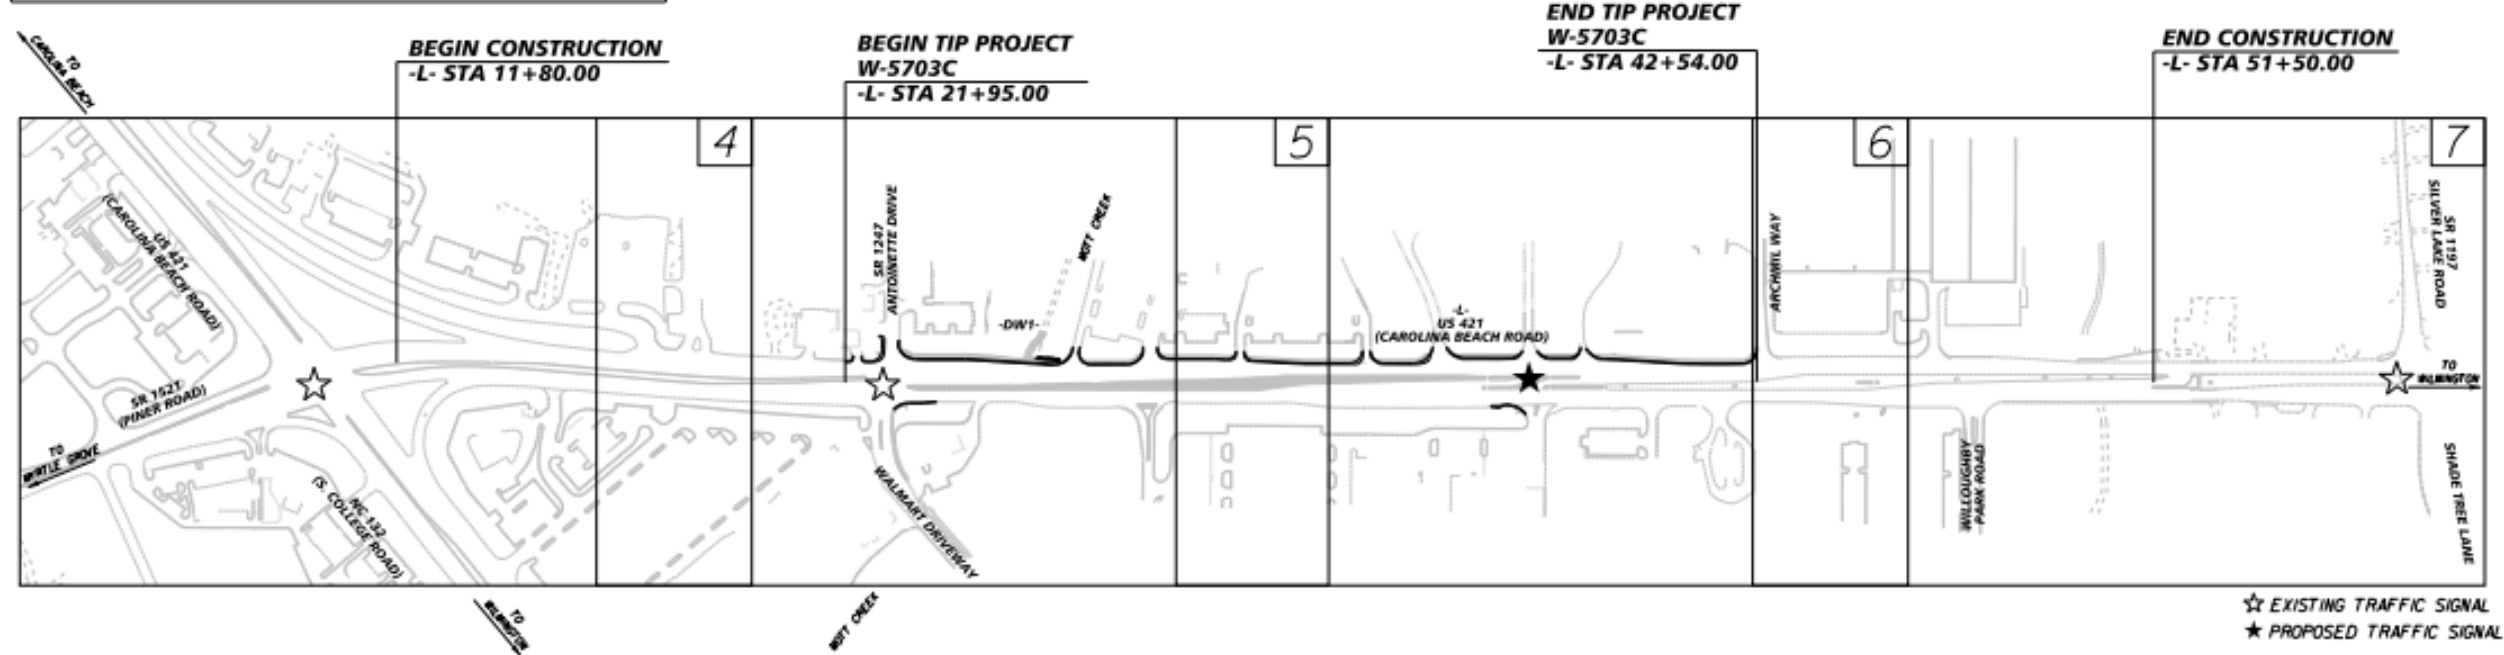 BEGIN CONSTRUCTION
-L- STA 11+80.00
BEGIN TIP PROJECT
W-5703C
-L- STA 21+95.00
END TIP PROJECT
W-5703C
-L- STA 42+54.00
END CONSTRUCTION
-L- STA 51+50.00
TO
CAROLINA BEACH
4
5
6
7
US 421
(CAROLINA BEACH ROAD)
SR 1521
(PINER ROAD)
TO
MYRTLE GROVE
NC 132
(S. COLLEGE ROAD)
TO
WILMINGTON
SR 1247
ANTOINETTE DRIVE
MOTT CREEK
-DW1-
WALMART DRIVEWAY
MOTT CREEK
-L-
US 421
(CAROLINA BEACH ROAD)
ARCHMIL WAY
WILLOUGHBY
PARK ROAD
SR 1197
SILVER LAKE ROAD
TO
WILMINGTON
SHADE TREE LANE
EXISTING TRAFFIC SIGNAL
PROPOSED TRAFFIC SIGNAL